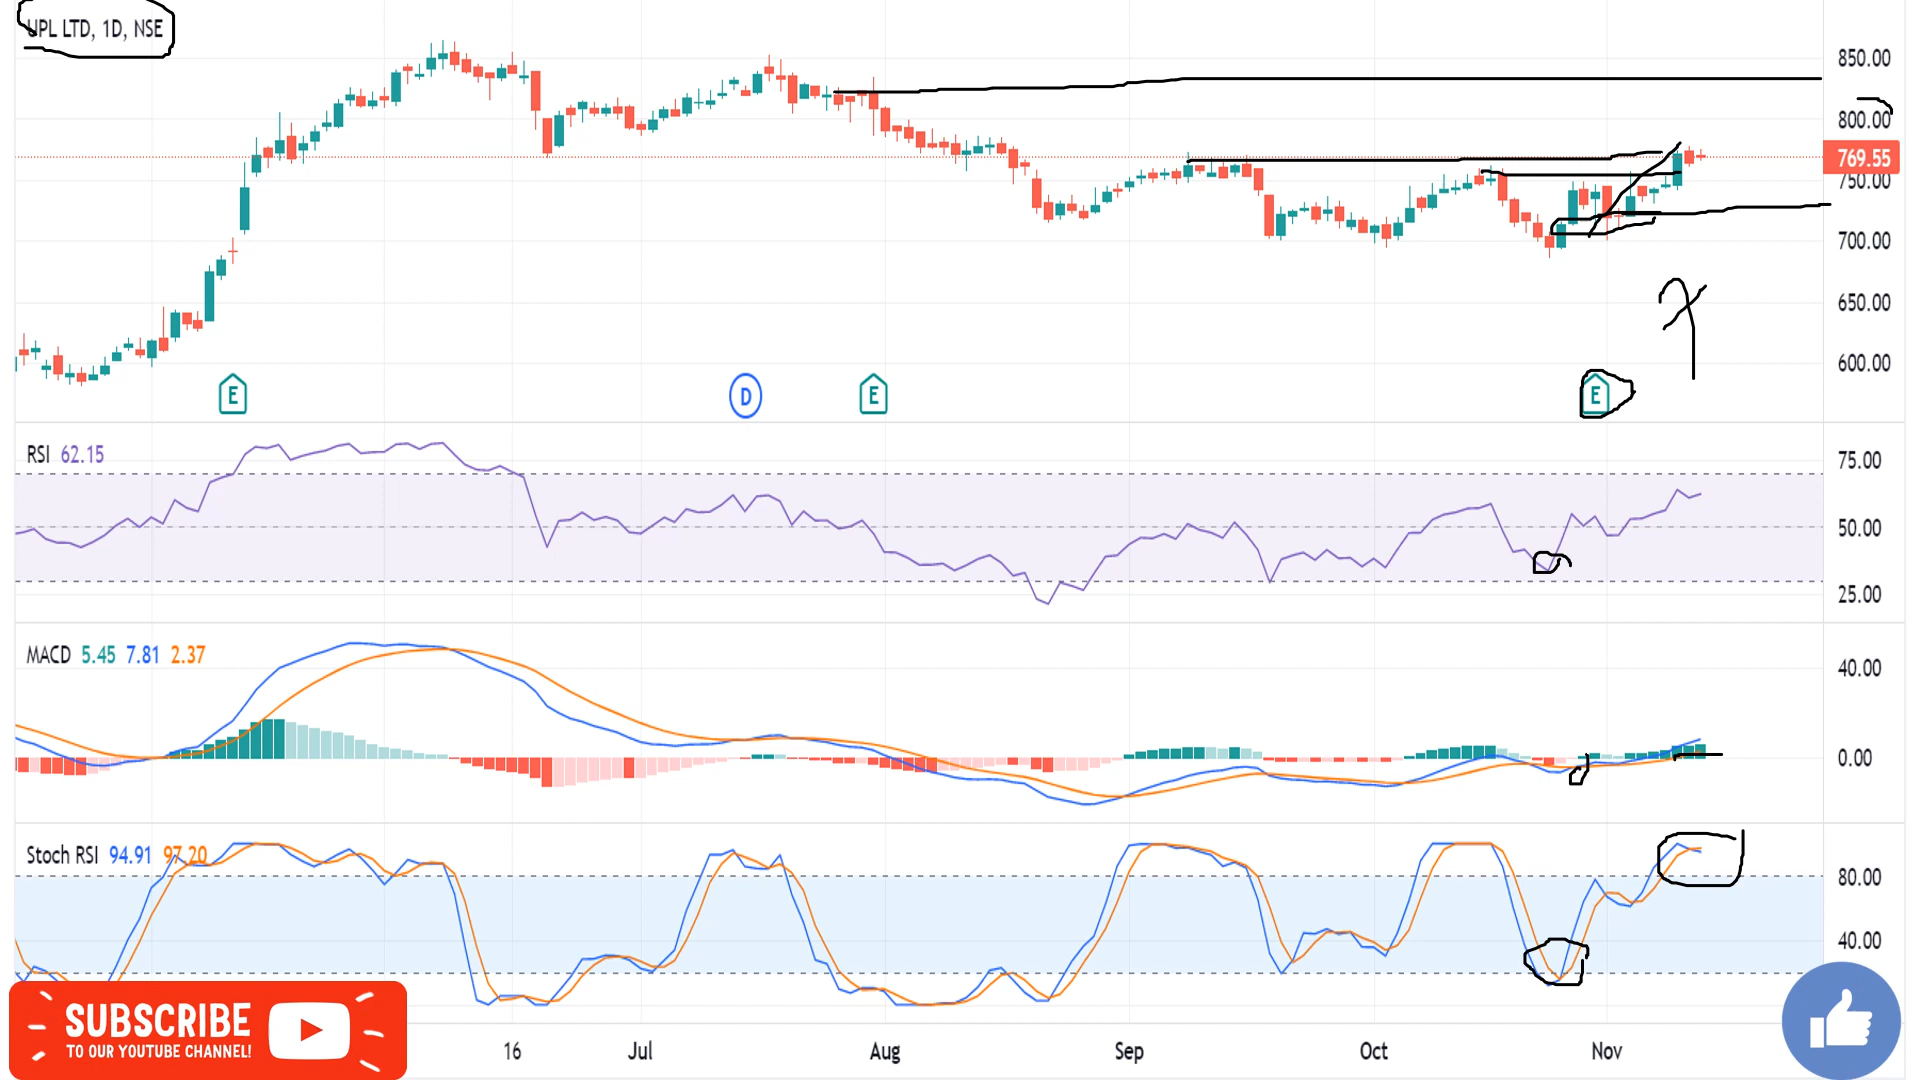 UPL LTD, 1D, NSE
850.00
800.00
769.55
750.00
700.00
650.00
600.00
E
D
E
E
RSI 62.15
75.00
50.00
25.00
MACD 5.45 7.81 2.37
40.00
0.00
Stoch RSI 94.91 97.20
80.00
40.00
SUBSCRIBE
TO OUR YOUTUBE CHANNEL!
16 Jul Aug Sep Oct Nov